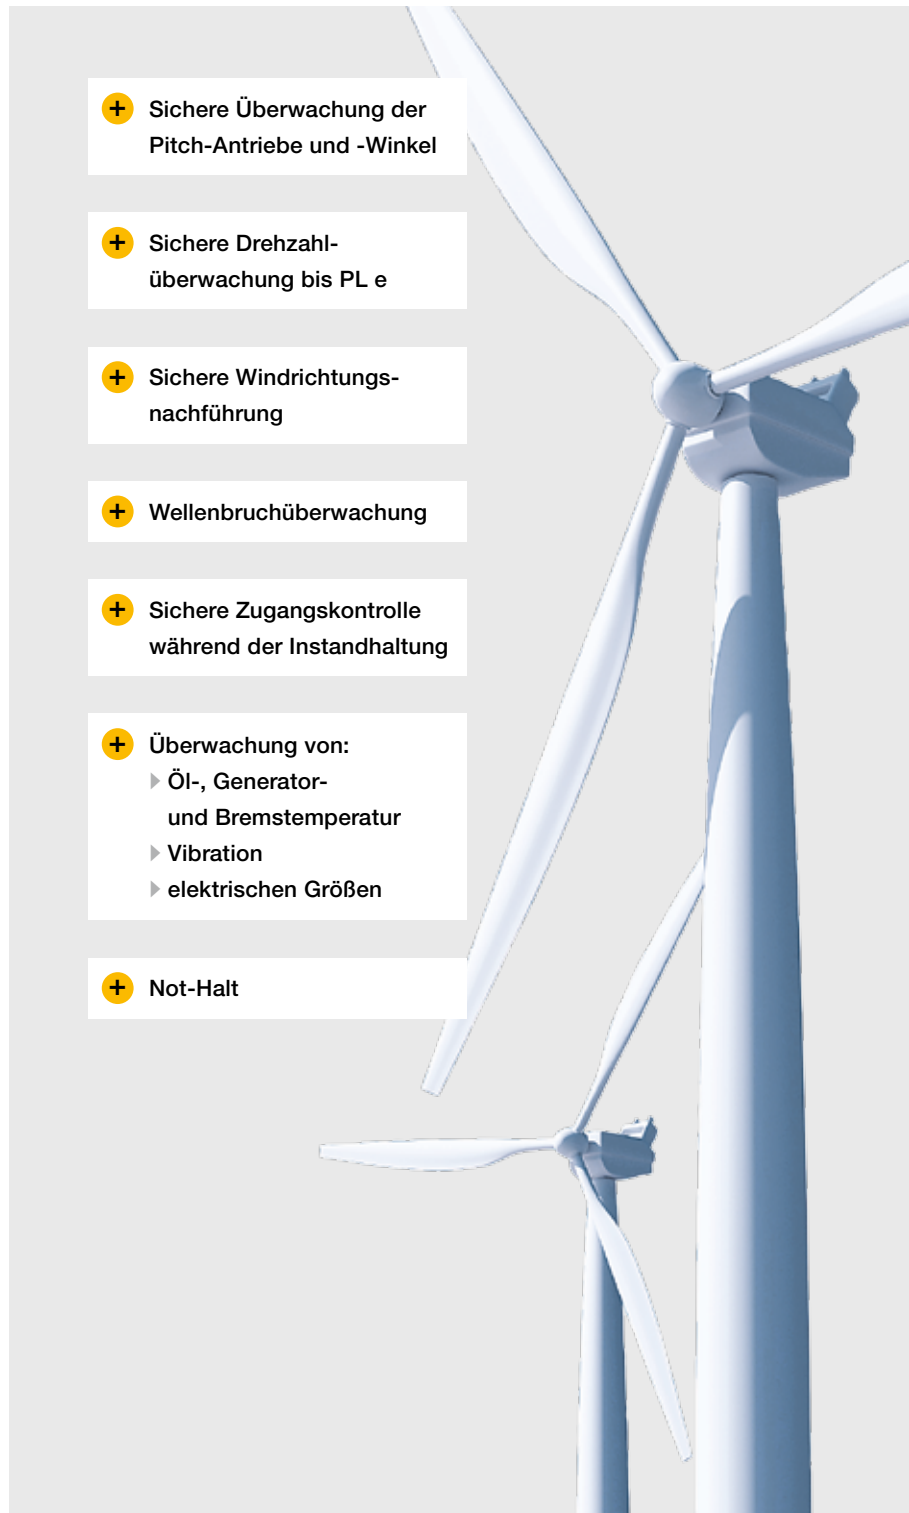 Sichere Überwachung der
Pitch-Antriebe und -Winkel
Sichere Drehzahl-
überwachung bis PL e
Sichere Windrichtungs-
nachführung
Wellenbruchüberwachung
Sichere Zugangskontrolle
während der Instandhaltung
Überwachung von:
Öl-, Generator-
und Bremstemperatur
Vibration
elektrischen Größen
Not-Halt